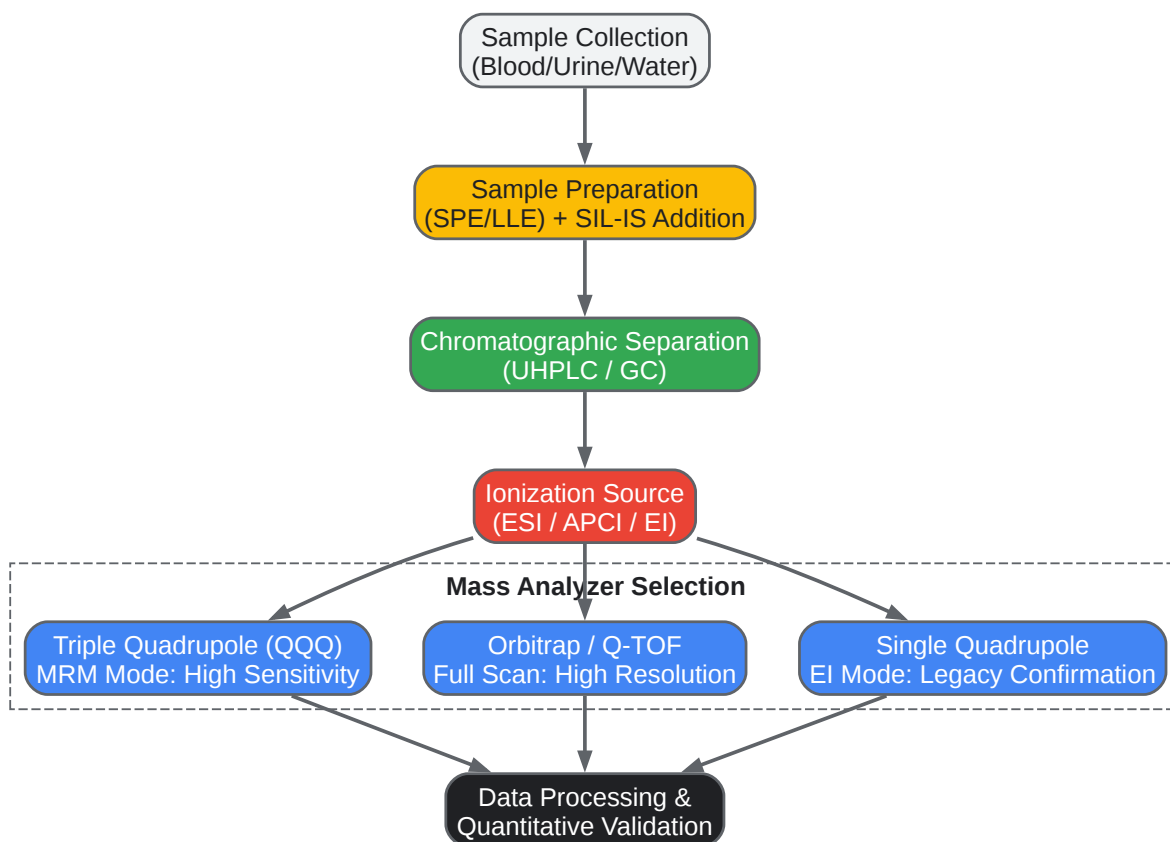 Sample Collection
(Blood/Urine/Water)
Sample Preparation
(SPE/LLE) + SIL-IS Addition
Chromatographic Separation
(UHPLC / GC)
Ionization Source
(ESI / APCI / EI)
Mass Analyzer Selection
Triple Quadrupole (QQQ)
MRM Mode: High Sensitivity
Orbitrap / Q-TOF
Full Scan: High Resolution
Single Quadrupole
EI Mode: Legacy Confirmation
Data Processing &
Quantitative Validation